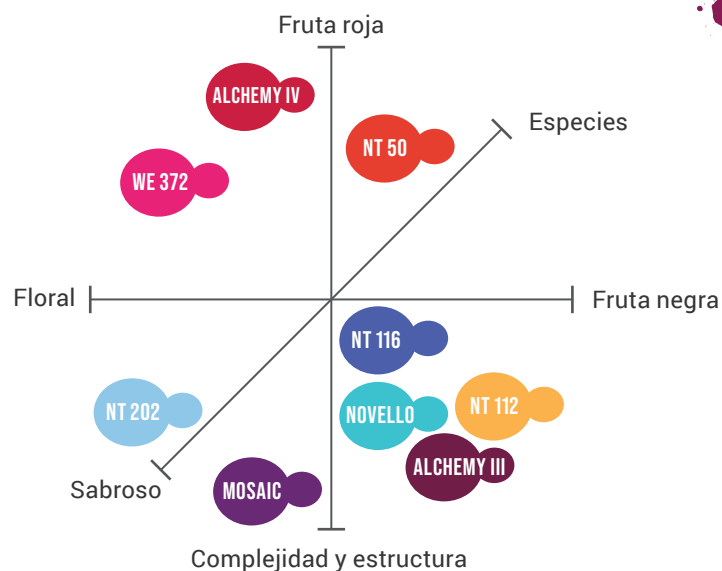 Fruta roja
ALCHEMY IV
Especies
NT 50
WE 372
Floral
Fruta negra
NT 116
NT 202
NOVELLO
NT 112
ALCHEMY III
Sabroso
MOSAIC
Complejidad y estructura